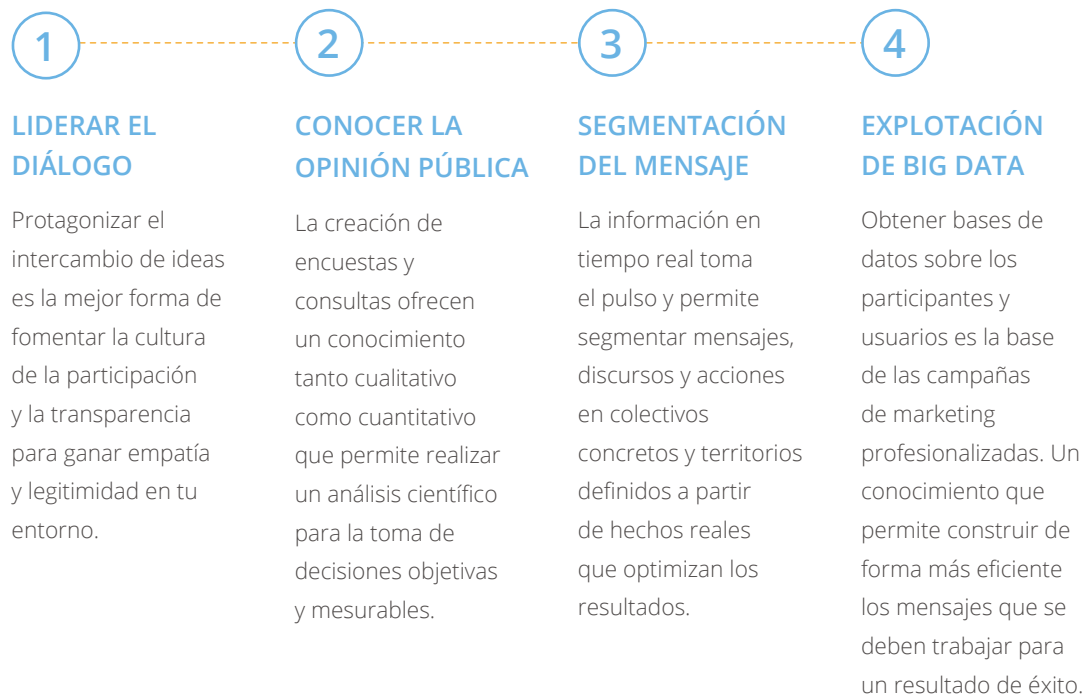 1
LIDERAR EL
DIÁLOGO
Protagonizar el
intercambio de ideas
es la mejor forma de
fomentar la cultura
de la participación
y la transparencia
para ganar empatía
y legitimidad en tu
entorno.
2
CONOCER LA
OPINIÓN PÚBLICA
La creación de
encuestas y
consultas ofrecen
un conocimiento
tanto cualitativo
como cuantitativo
que permite realizar
un análisis científico
para la toma de
decisiones objetivas
y mesurables.
3
SEGMENTACIÓN
DEL MENSAJE
La información en
tiempo real toma
el pulso y permite
segmentar mensajes,
discursos y acciones
en colectivos
concretos y territorios
definidos a partir
de hechos reales
que optimizan los
resultados.
4
EXPLOTACIÓN
DE BIG DATA
Obtener bases de
datos sobre los
participantes y
usuarios es la base
de las campañas
de marketing
profesionalizadas. Un
conocimiento que
permite construir de
forma más eficiente
los mensajes que se
deben trabajar para
un resultado de éxito.